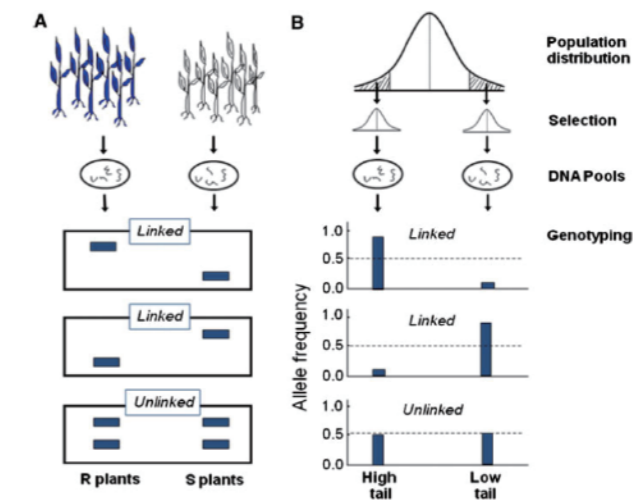 A
B
Population
distribution
Selection
DNA Pools
Genotyping
Linked
Linked
Unlinked
R plants
S plants
Allele frequency
1.0
0.5
0.0
Linked
1.0
0.5
0.0
Linked
1.0
0.5
0.0
Unlinked
High
tail
Low
tail